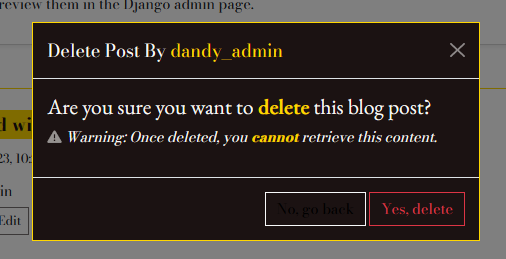 review them in the Django admin page.
Delete Post By dandy_admin
Are you sure you want to delete this blog post?
Warning: Once deleted, you cannot retrieve this content.
23, 10:
in
Edit
No, go back
Yes, delete